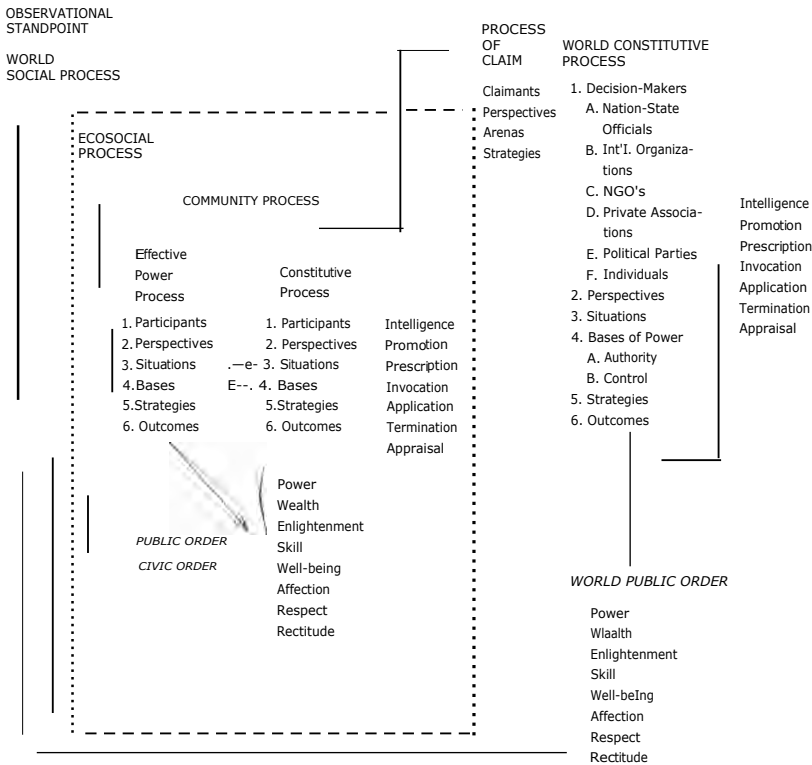 OBSERVATIONAL
STANDPOINT
WORLD
SOCIAL PROCESS
ECOSOCIAL
PROCESS
COMMUNITY PROCESS
Effective
Power
Process
1. Participants
2. Perspectives
3. Situations
4. Bases
5. Strategies
6. Outcomes
.—e-
E--.
Constitutive
Process
1. Participants
2. Perspectives
3. Situations
4. Bases
5. Strategies
6. Outcomes
Intelligence
Promotion
Prescription
Invocation
Application
Termination
Appraisal
PUBLIC ORDER
CIVIC ORDER
Power
Wealth
Enlightenment
Skill
Well-being
Affection
Respect
Rectitude
PROCESS
OF
CLAIM
Claimants
Perspectives
Arenas
Strategies
WORLD CONSTITUTIVE
PROCESS
1. Decision-Makers
A. Nation-State
Officials
B. Int'I. Organiza-
tions
C. NGO's
D. Private Associa-
tions
E. Political Parties
F. Individuals
2. Perspectives
3. Situations
4. Bases of Power
A. Authority
B. Control
5. Strategies
6. Outcomes
Intelligence
Promotion
Prescription
Invocation
Application
Termination
Appraisal
WORLD PUBLIC ORDER
Power
Wlaalth
Enlightenment
Skill
Well-beIng
Affection
Respect
Rectitude